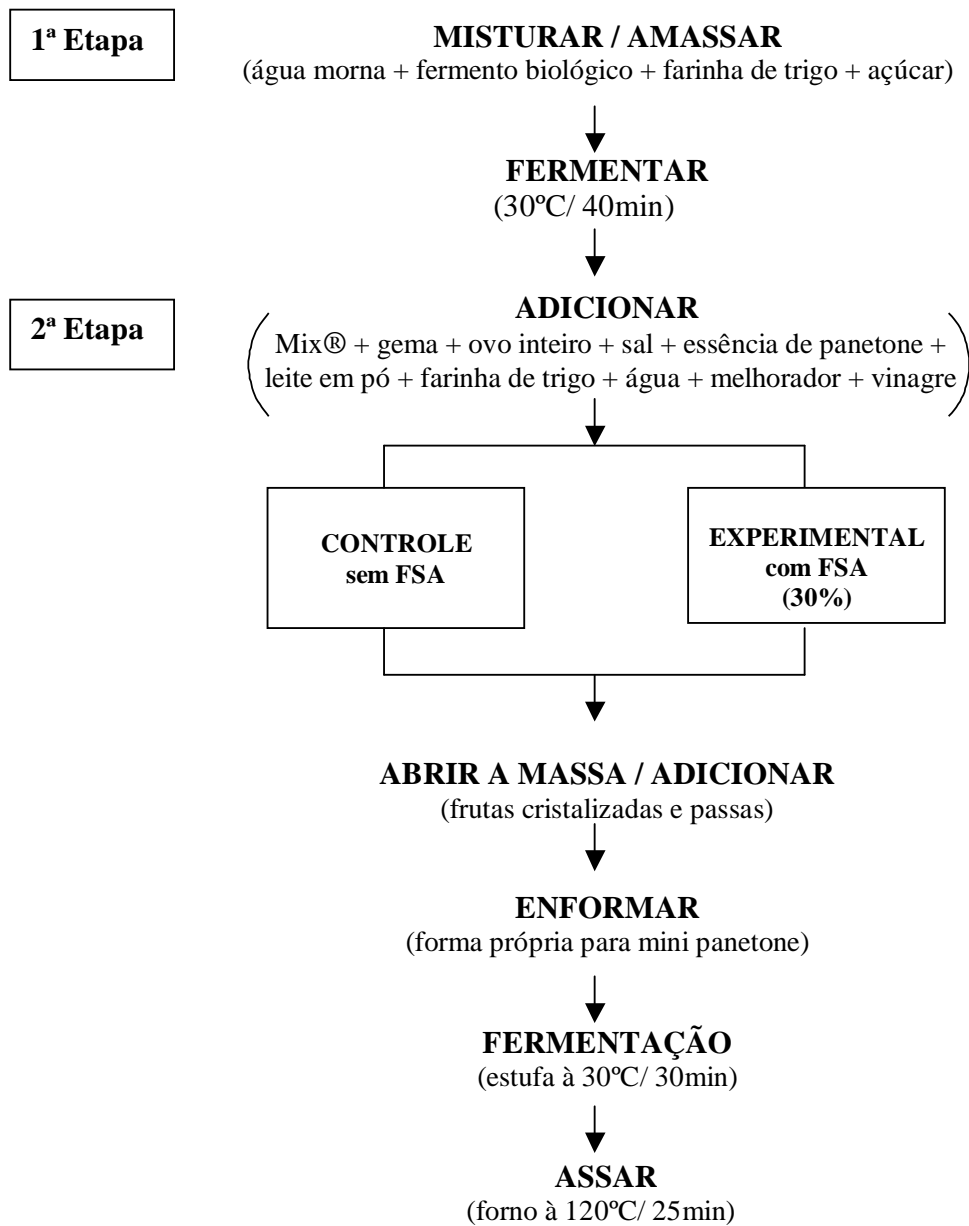 1ª Etapa
MISTURAR / AMASSAR
(água morna + fermento biológico + farinha de trigo + açúcar)
FERMENTAR
(30ºC/ 40min)
2ª Etapa
ADICIONAR
Mix® + gema + ovo inteiro + sal + essência de panetone +
leite em pó + farinha de trigo + água + melhorador + vinagre
CONTROLE
sem FSA
EXPERIMENTAL
com FSA
(30%)
ABRIR A MASSA / ADICIONAR
(frutas cristalizadas e passas)
ENFORMAR
(forma própria para mini panetone)
FERMENTAÇÃO
(estufa à 30ºC/ 30min)
ASSAR
(forno à 120ºC/ 25min)